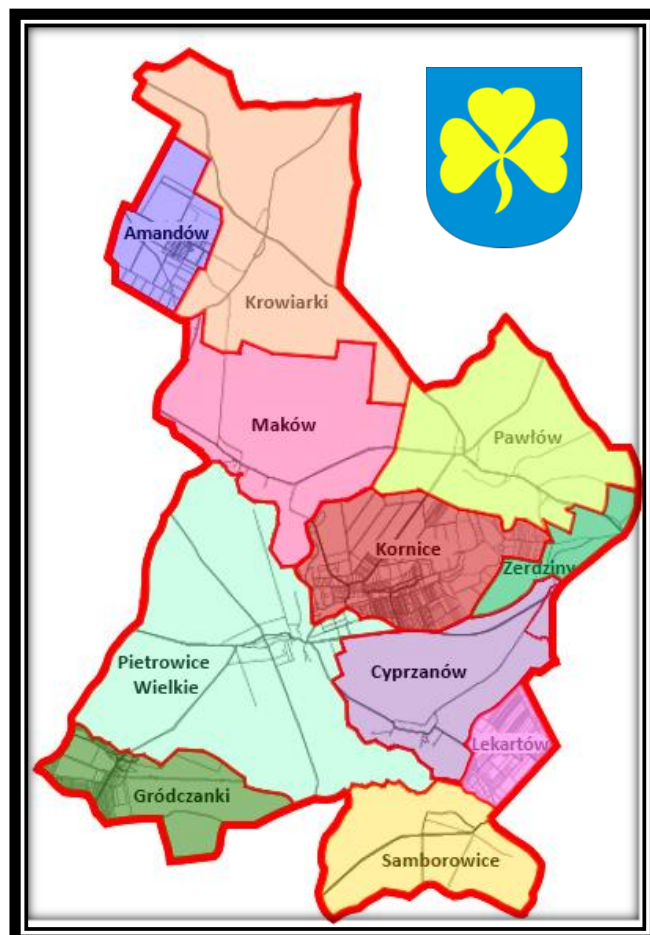 Amandów
Krowiarki
Maków
Pawłów
Kornice
Zerdziny
Pietrowice
Wielkie
Cyprzanów
Lekartów
Gródczanki
Samborowice